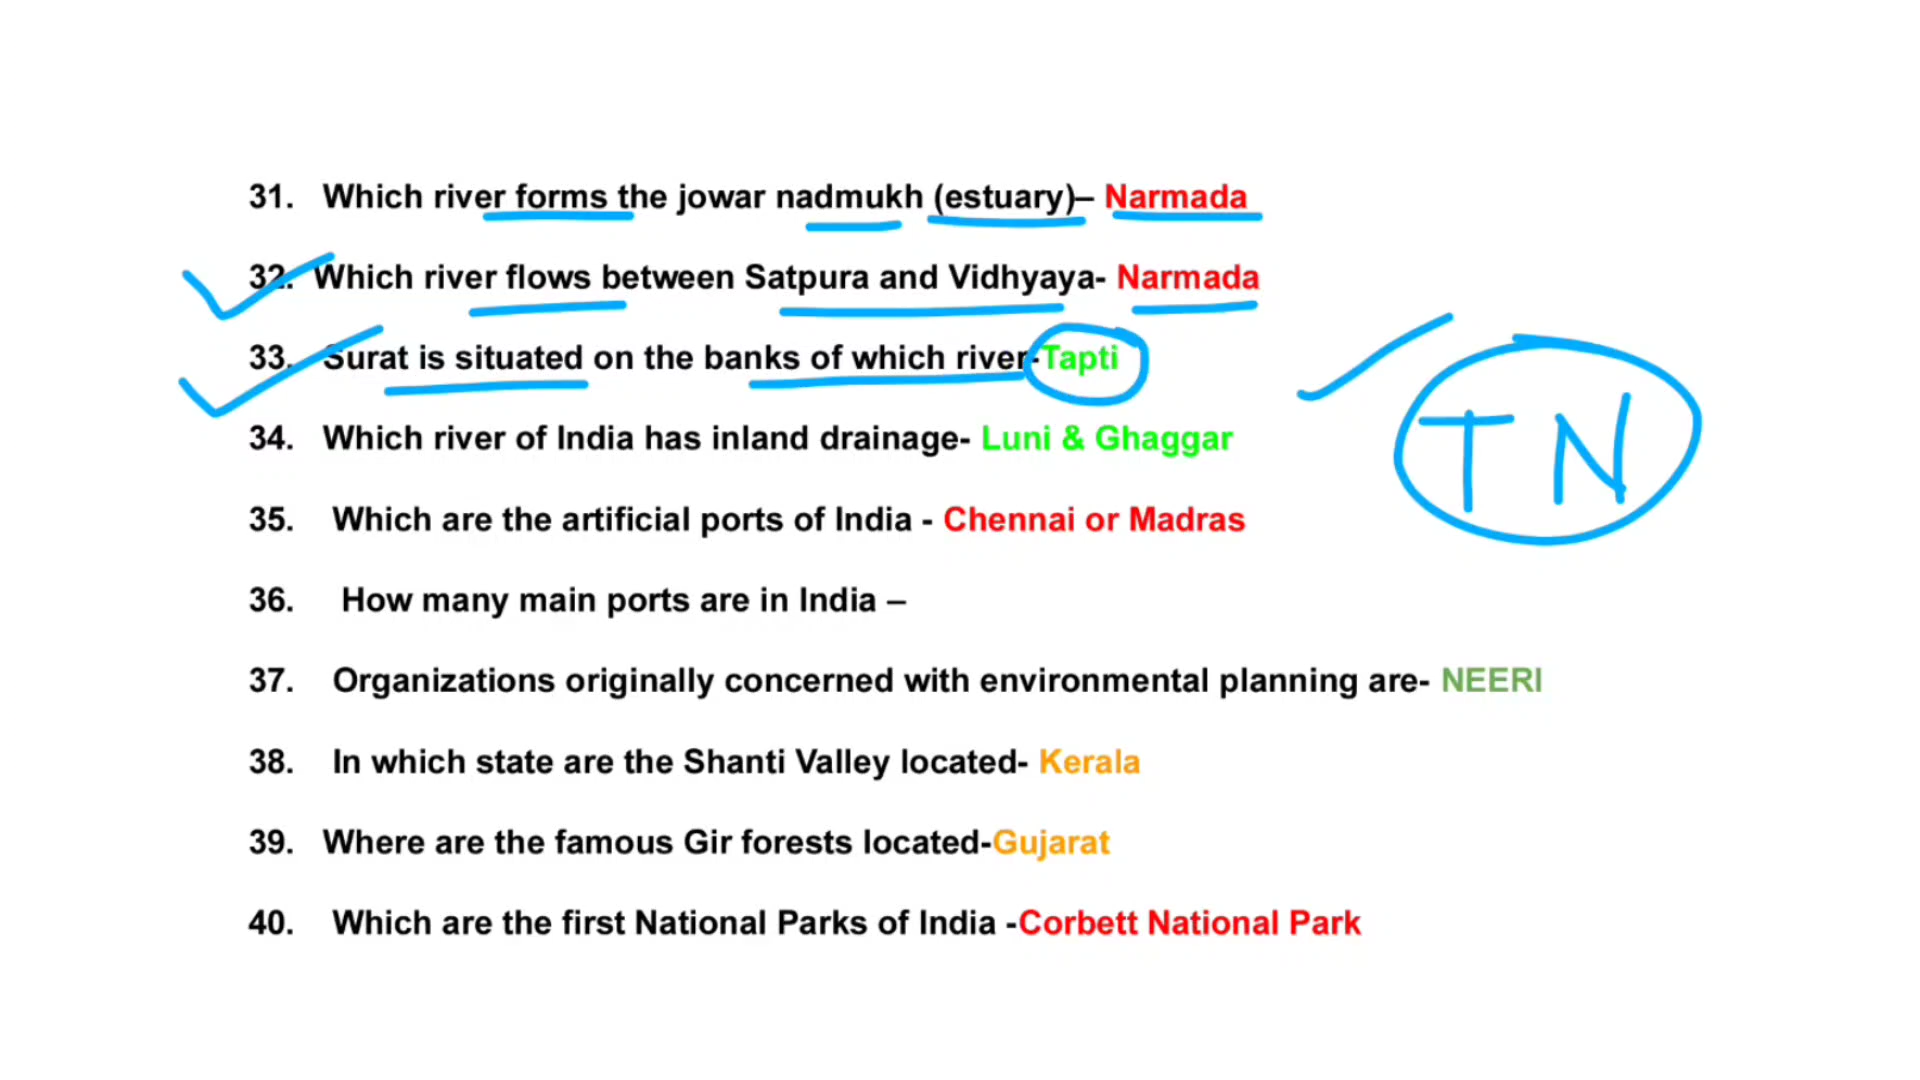 31. Which river forms the jowar nadmukh (estuary)– Narmada
32. Which river flows between Satpura and Vidhyaya- Narmada
33. Surat is situated on the banks of which river-Tapti
T N
34. Which river of India has inland drainage- Luni & Ghaggar
35. Which are the artificial ports of India - Chennai or Madras
36. How many main ports are in India –
37. Organizations originally concerned with environmental planning are- NEERI
38. In which state are the Shanti Valley located- Kerala
39. Where are the famous Gir forests located-Gujarat
40. Which are the first National Parks of India -Corbett National Park